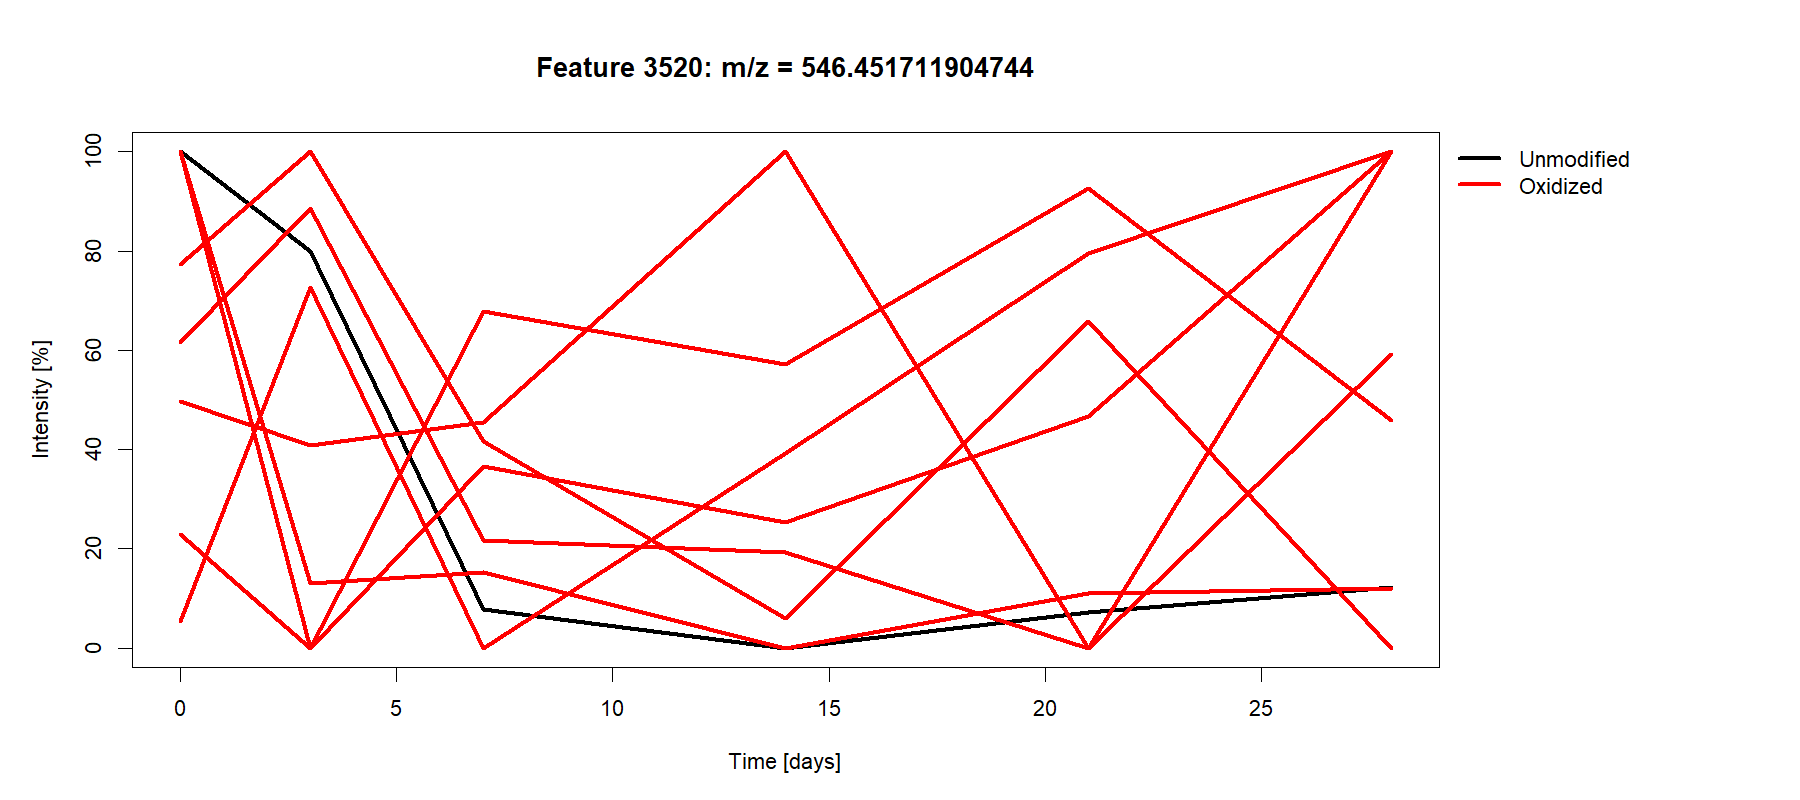 Feature 3520: m/z = 546.451711904744
Unmodified
Oxidized
100
80
60
40
20
0
Intensity [%]
0 5 10 15 20 25
Time [days]